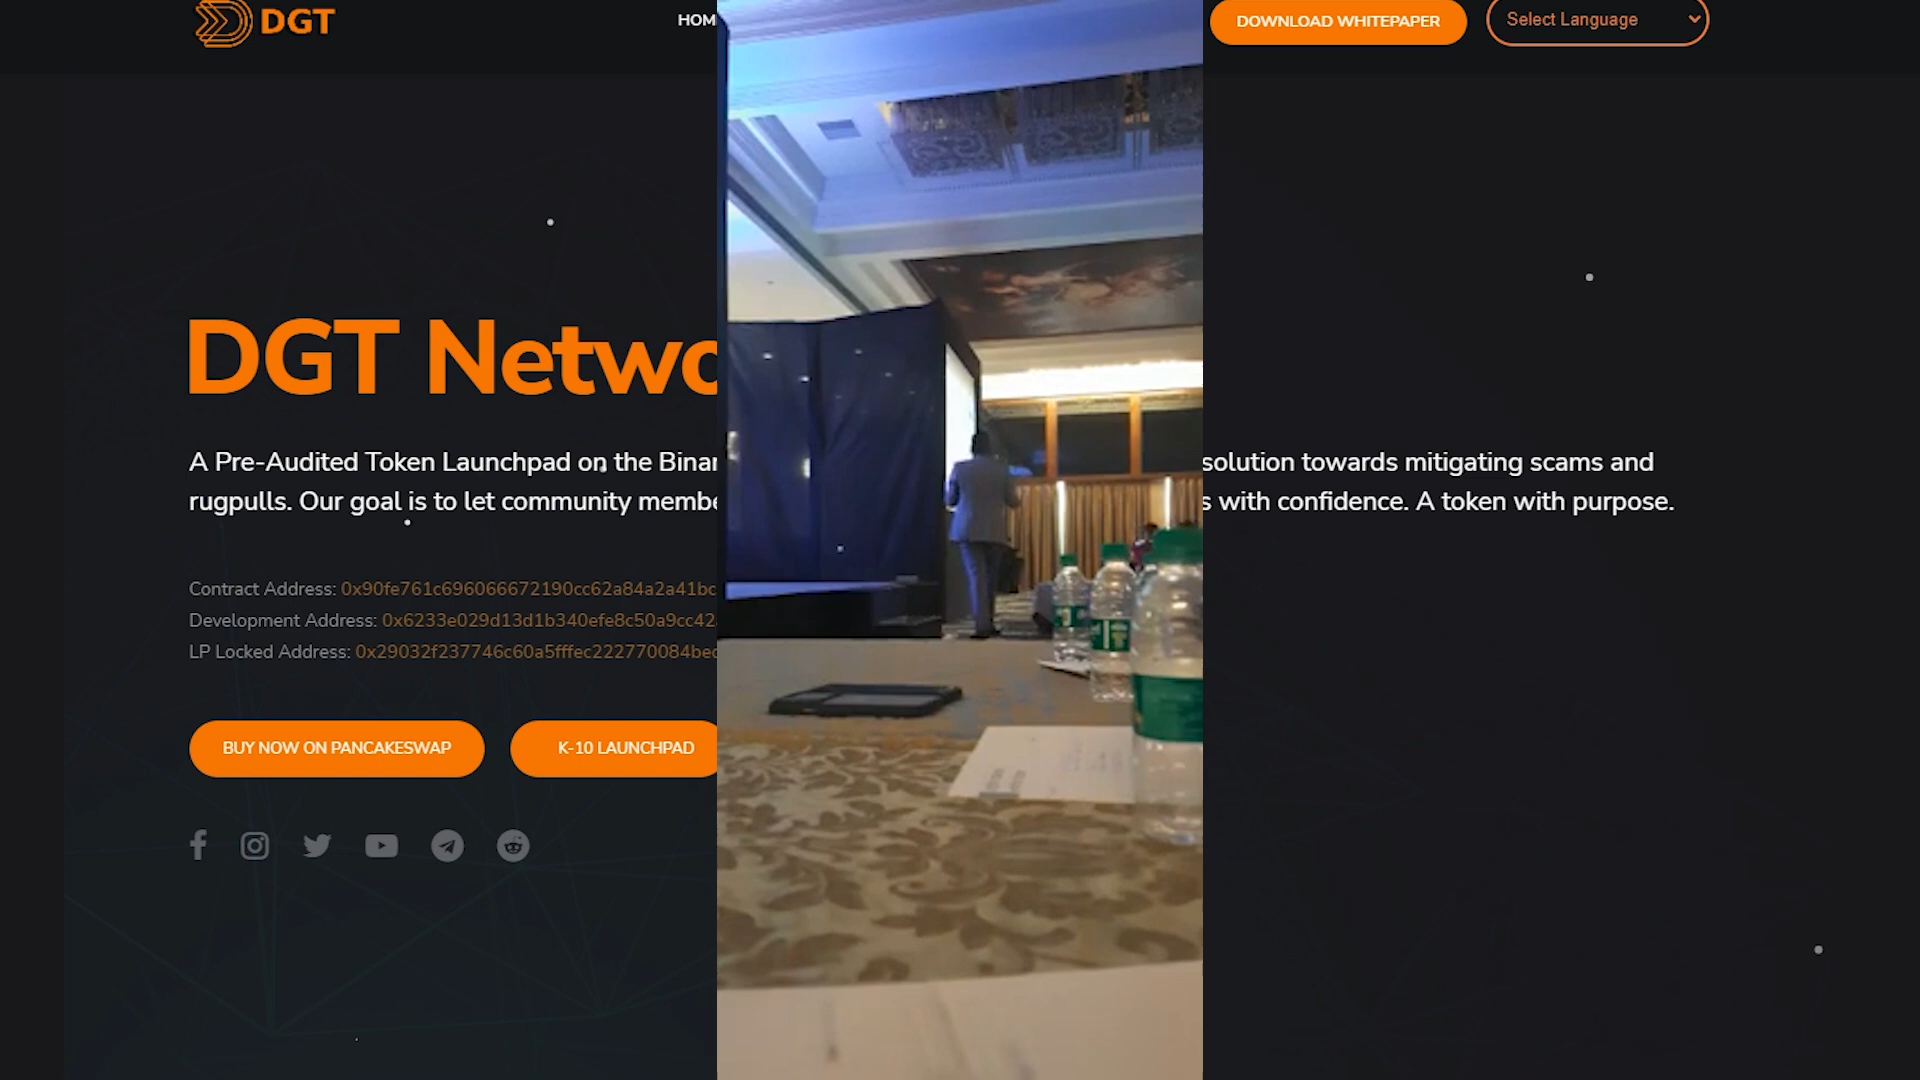 DGT
HOM
DOWNLOAD WHITEPAPER
Select Language
DGT Netwo
A Pre-Audited Token Launchpad on the Binar
solution towards mitigating scams and
rugpulls. Our goal is to let community membe
s with confidence. A token with purpose.
Contract Address: 0x90fe761c696066672190cc62a84a2a41bc
Development Address: 0x6233e029d13d1b340efe8c50a9cc42
LP Locked Address: 0x29032f237746c60a5fffec222770084bec
BUY NOW ON PANCAKESWAP
K-10 LAUNCHPAD